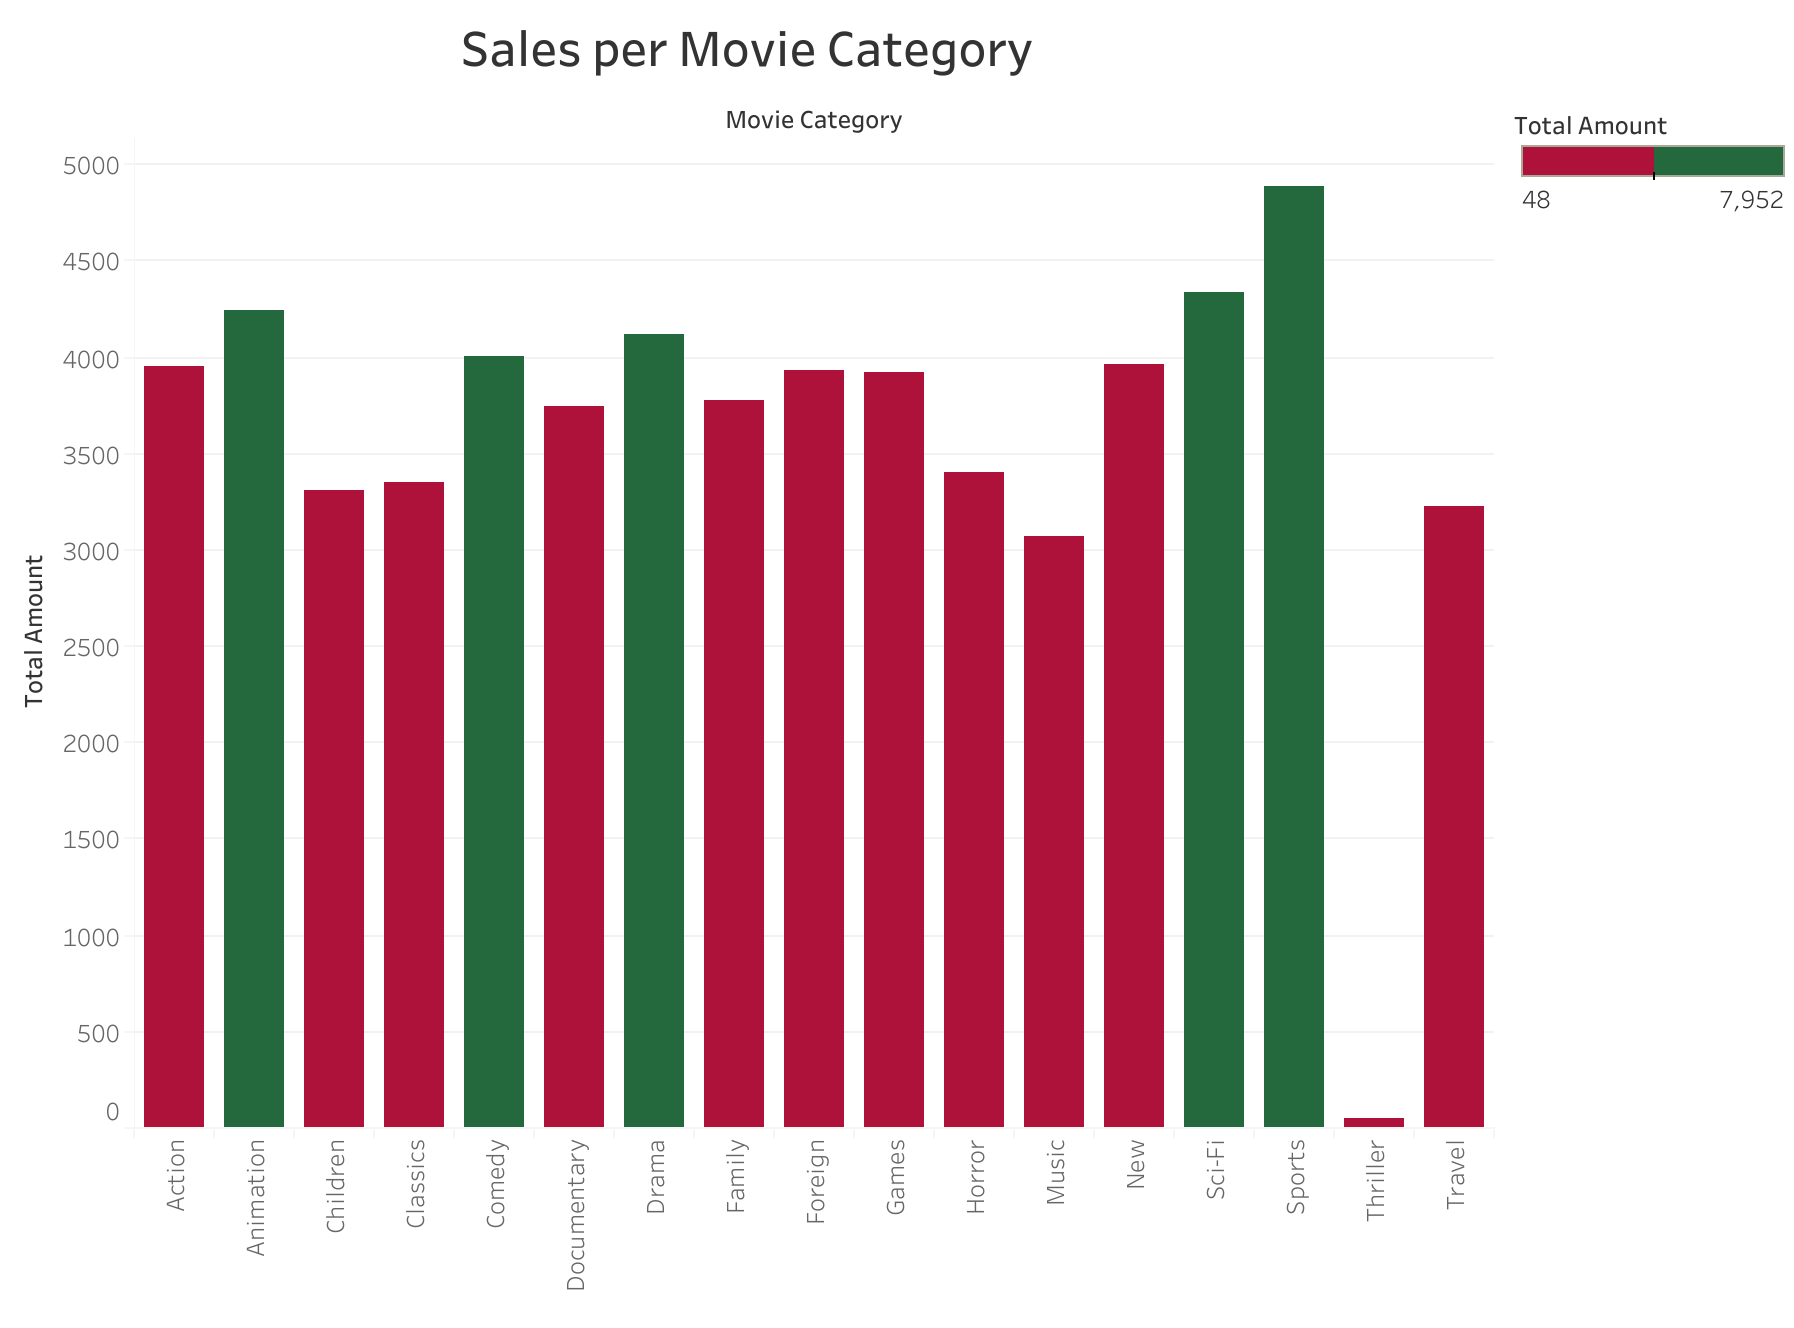 Sales per Movie Category
Movie Category
Total Amount
48 7,952
Total Amount
5000
4500
4000
3500
3000
2500
2000
1500
1000
500
0
Action
Animation
Children
Classics
Comedy
Documentary
Drama
Family
Foreign
Games
Horror
Music
New
Sci-Fi
Sports
Thriller
Travel